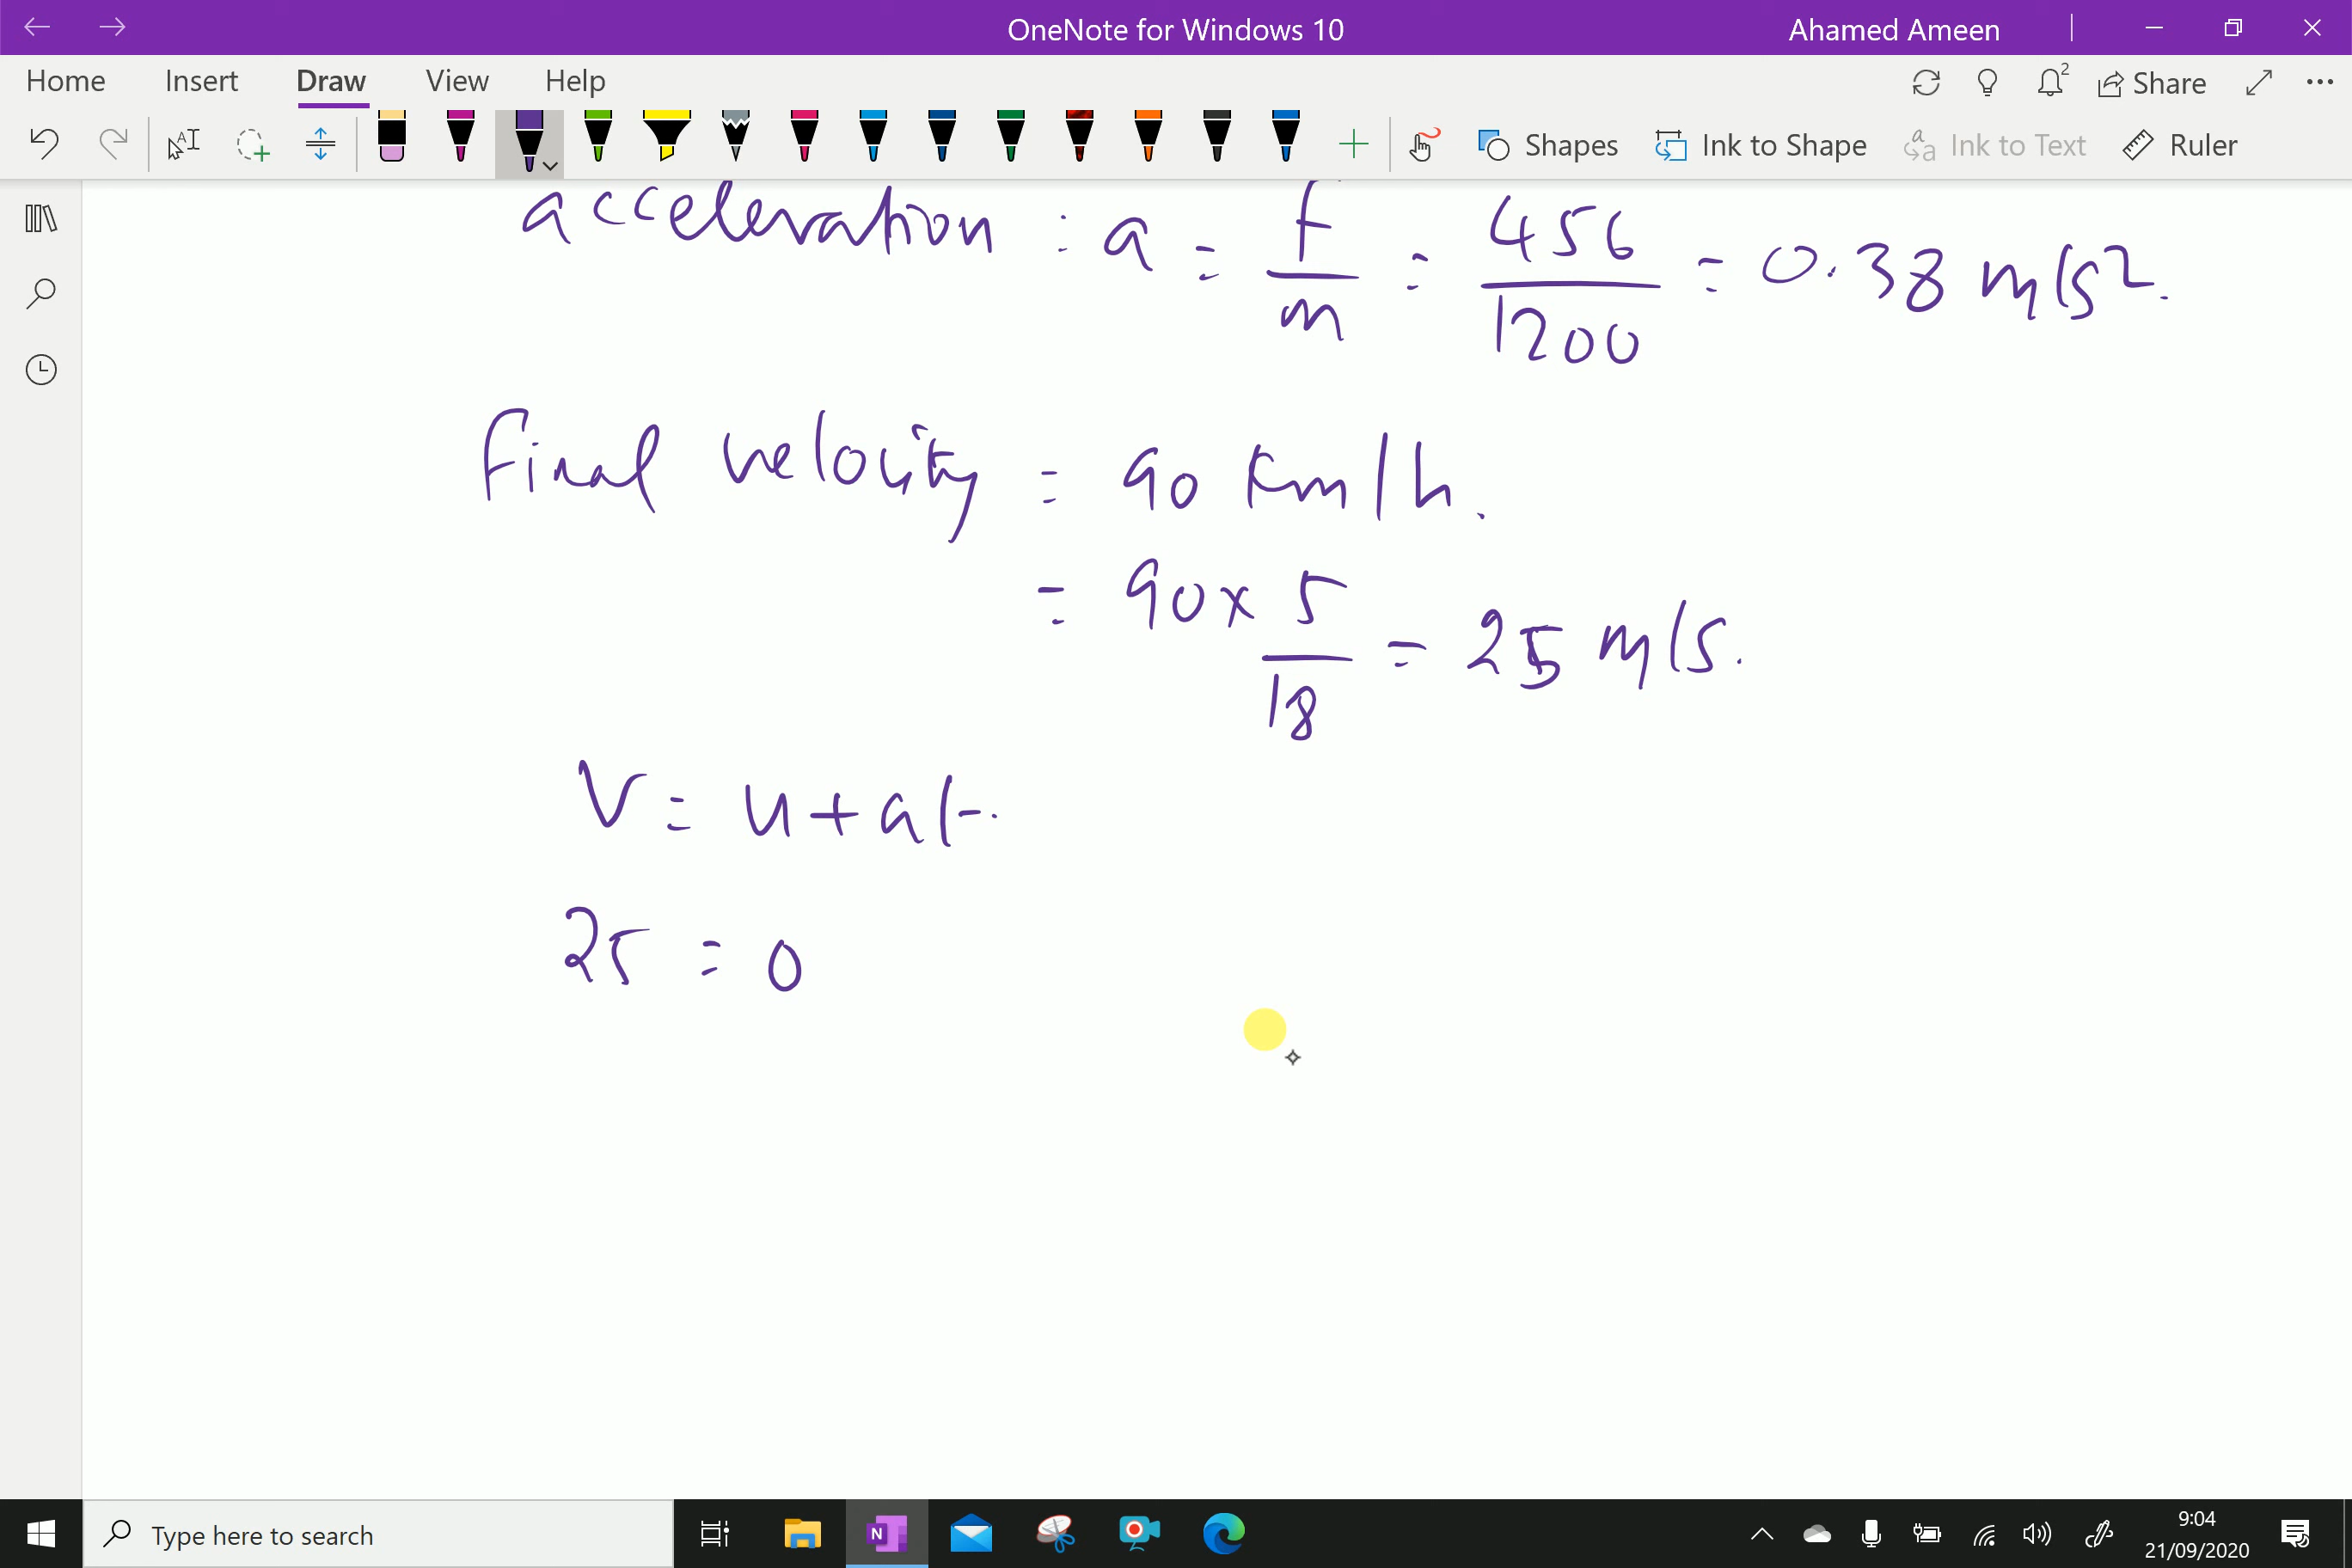 OneNote for Windows 10
Ahamed Ameen
Home Insert Draw View Help
2 Share
Shapes Ink to Shape Ink to Text Ruler
acceleration : a = F/m = 456/1200 = 0.38 m/s².
Final velocity = 90 km/h.
= 90 x 5/18 = 25 m/s.
V = u + at.
25 = 0
Type here to search
9:04
21/09/2020